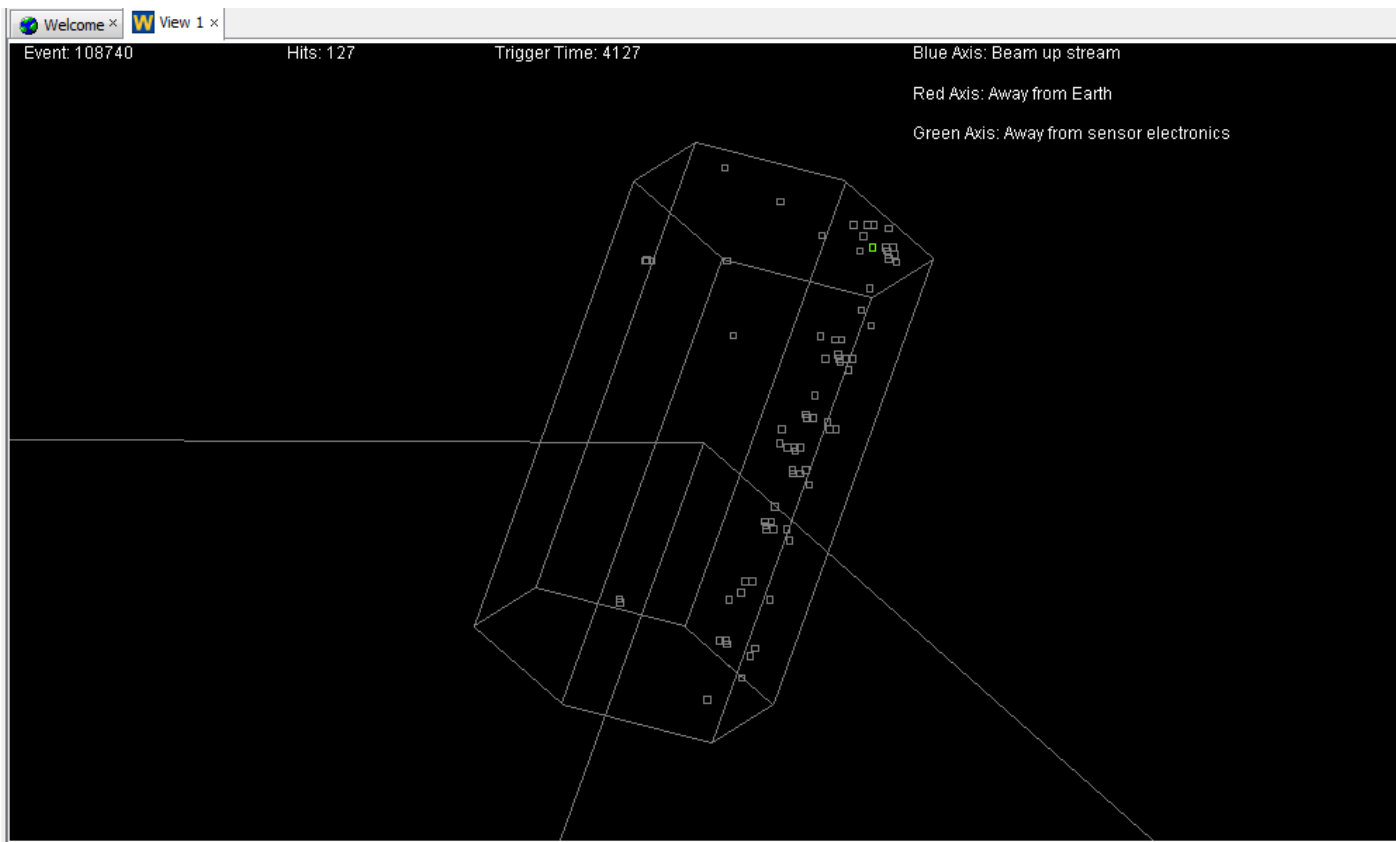 Welcome
View 1
Event: 108740 Hits: 127 Trigger Time: 4127 Blue Axis: Beam up stream
Red Axis: Away from Earth
Green Axis: Away from sensor electronics